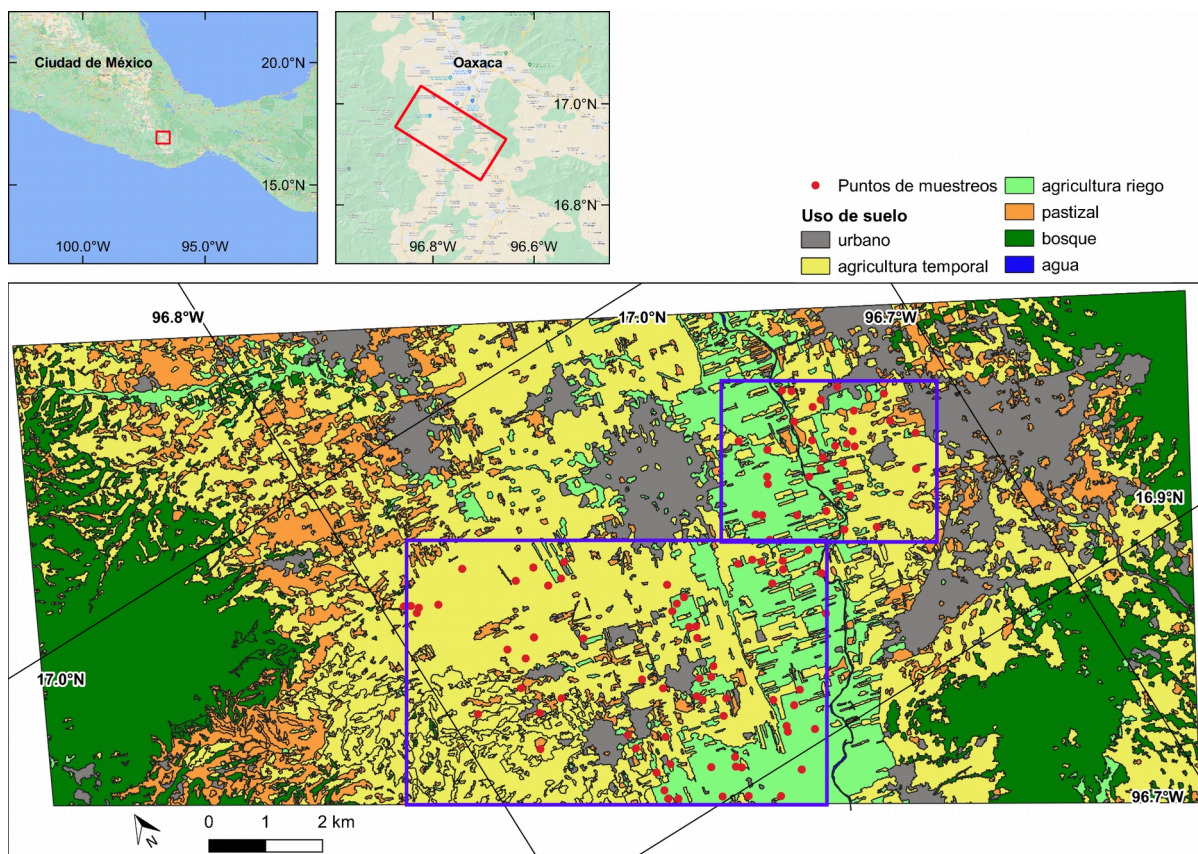 Ciudad de México
20.0°N
15.0°N
100.0°W
95.0°W
Oaxaca
17.0°N
16.8°N
96.8°W
96.6°W
Puntos de muestreos
Uso de suelo
urbano
agricultura temporal
agricultura riego
pastizal
bosque
agua
96.8°W
17.0°N
96.7°W
16.9°N
17.0°N
96.7°W
N
0 1 2 km